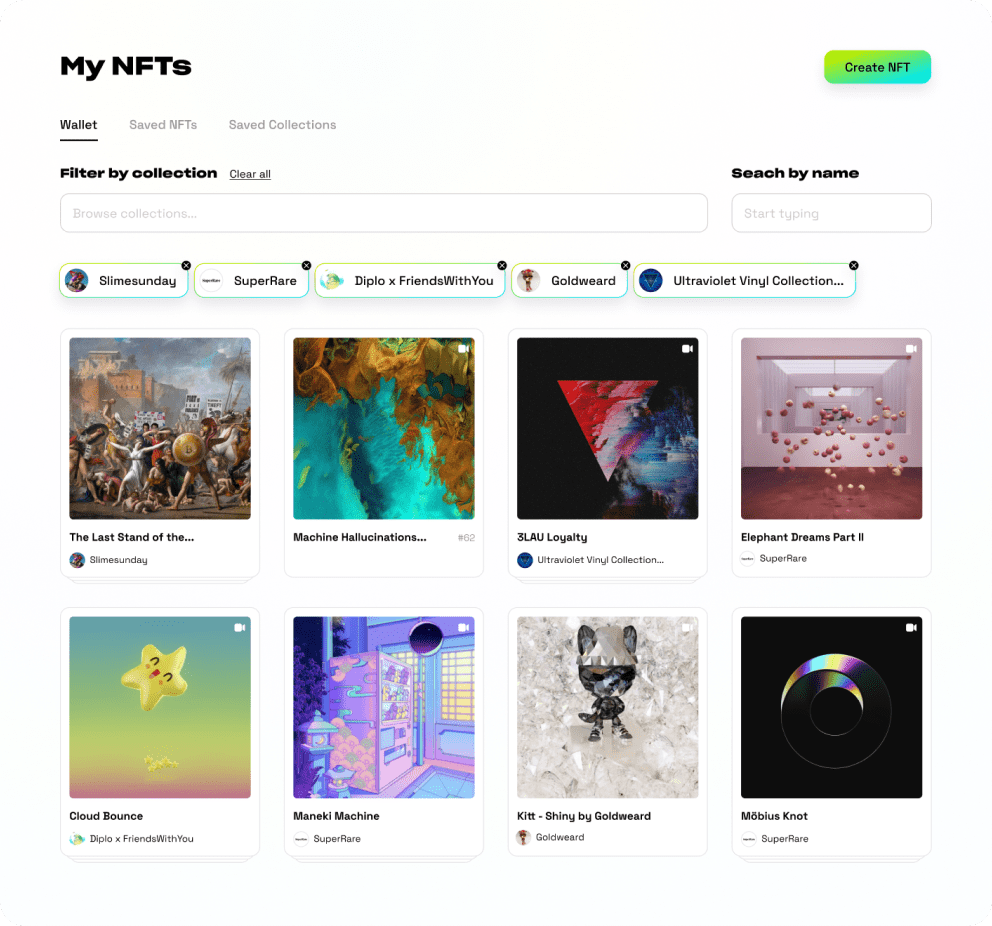 My NFTs
Create NFT
Wallet Saved NFTs Saved Collections
Filter by collection Clear all Seach by name
Browse collections... Start typing
Slimesunday SuperRare Diplo x FriendsWithYou Goldweard Ultraviolet Vinyl Collection...
The Last Stand of the... Machine Hallucinations... #62 3LAU Loyalty Elephant Dreams Part II
Slimesunday Ultraviolet Vinyl Collection... SuperRare
Cloud Bounce Maneki Machine Kitt - Shiny by Goldweard Möbius Knot
Diplo x FriendsWithYou SuperRare Goldweard SuperRare